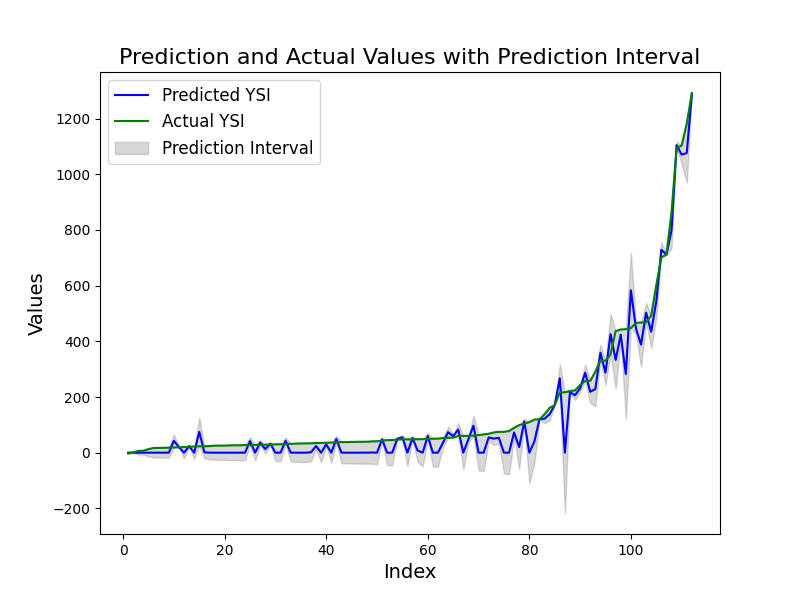 Prediction and Actual Values with Prediction Interval
Predicted YSI
Actual YSI
Prediction Interval
1200
1000
800
600
400
200
0
−200
Values
0 20 40 60 80 100
Index